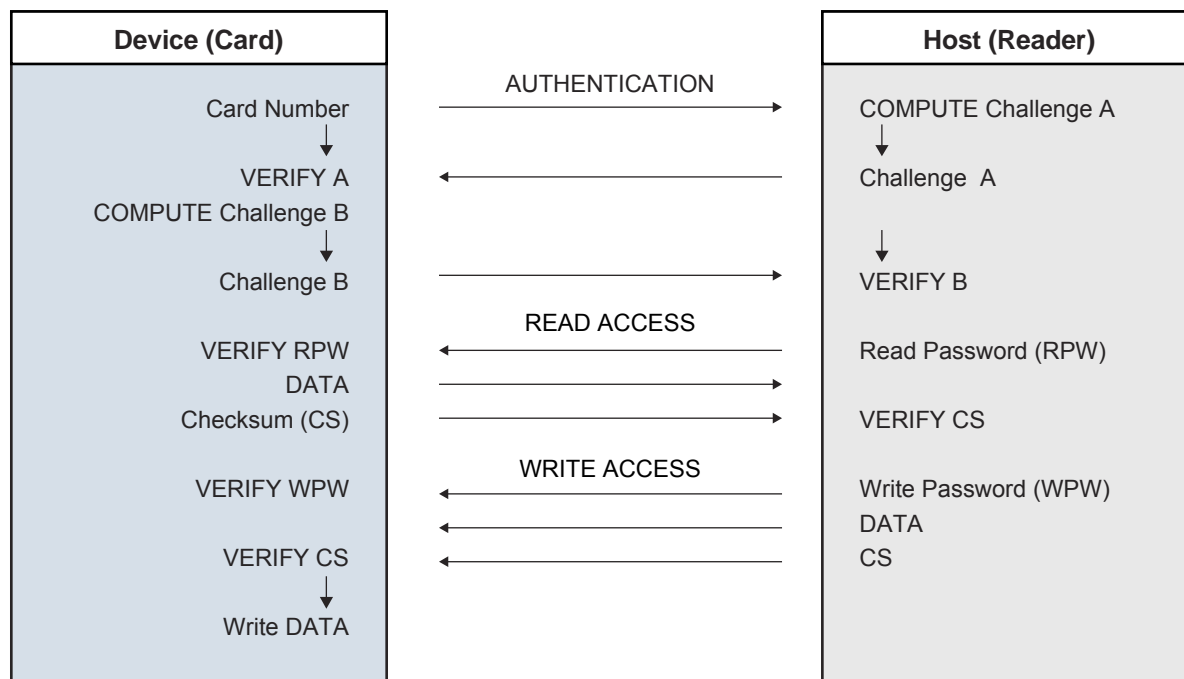 Device (Card)
Host (Reader)
AUTHENTICATION
Card Number
COMPUTE Challenge A
VERIFY A
Challenge A
COMPUTE Challenge B
Challenge B
VERIFY B
READ ACCESS
VERIFY RPW
Read Password (RPW)
DATA
Checksum (CS)
VERIFY CS
WRITE ACCESS
VERIFY WPW
Write Password (WPW)
DATA
VERIFY CS
CS
Write DATA